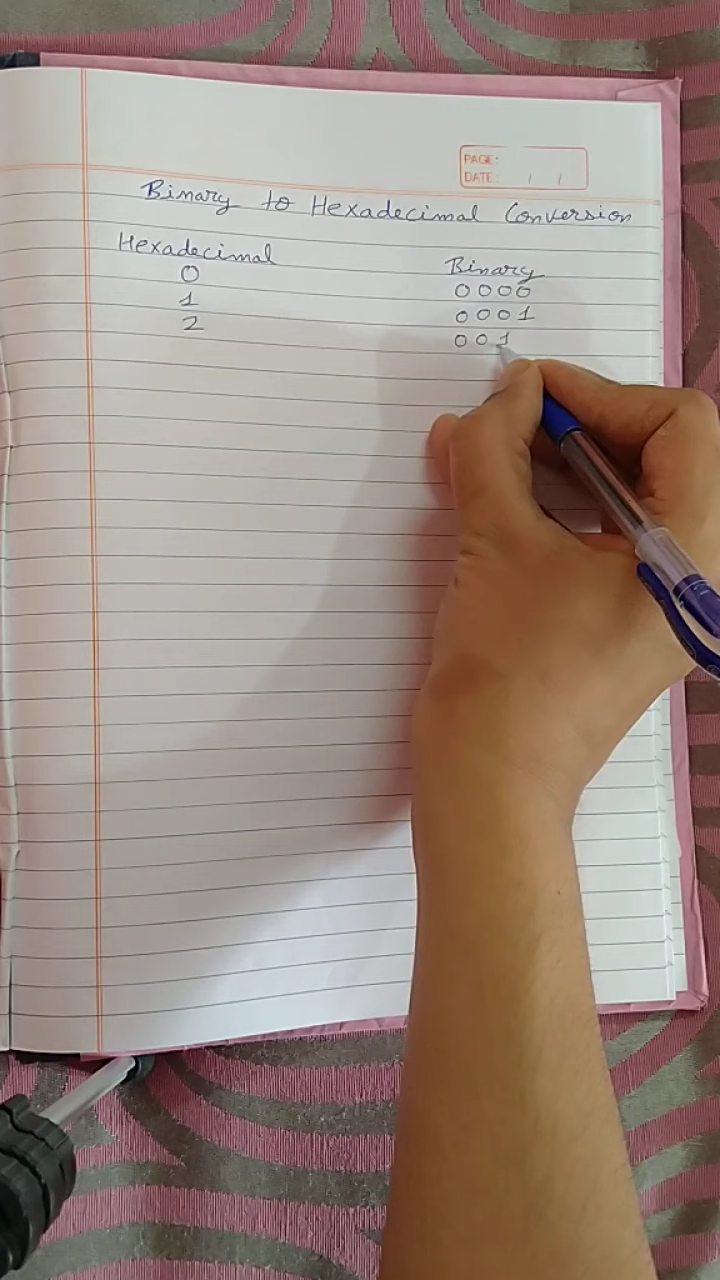 PAGE:
DATE: / /
Binary to Hexadecimal Conversion
Hexadecimal Binary
0 0000
1 0001
2 001